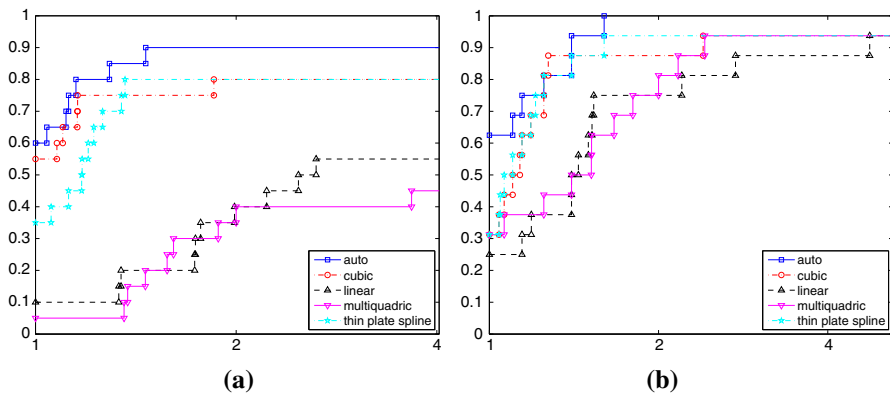 1
0.9
0.8
0.7
0.6
0.5
0.4
0.3
0.2
0.1
0
1 2 4
auto
cubic
linear
multiquadric
thin plate spline
(a)
1
0.9
0.8
0.7
0.6
0.5
0.4
0.3
0.2
0.1
0
1 2 4
auto
cubic
linear
multiquadric
thin plate spline
(b)